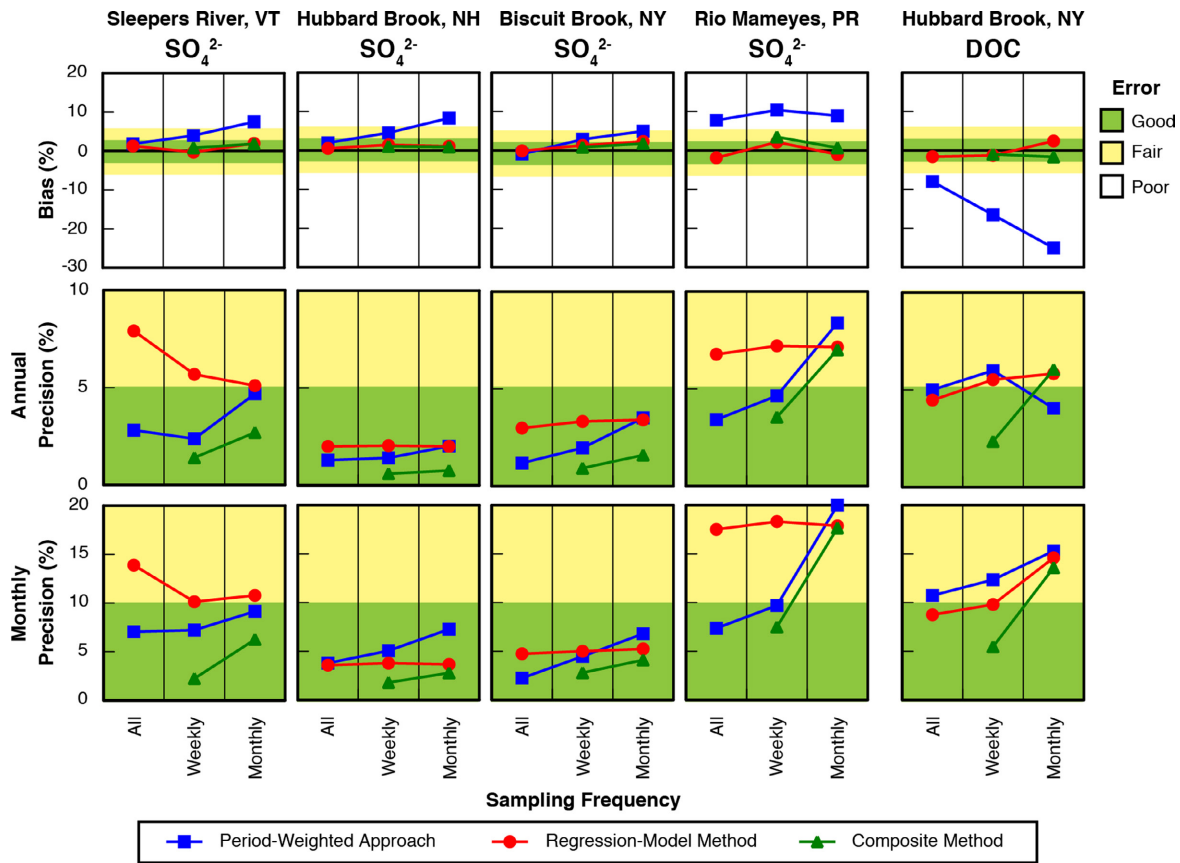 Sleepers River, VT Hubbard Brook, NH Biscuit Brook, NY Rio Mameyes, PR Hubbard Brook, NY
SO₄²⁻ SO₄²⁻ SO₄²⁻ SO₄²⁻ DOC
Bias (%)
20
10
0
-10
-20
-30
Error
Good
Fair
Poor
Annual
Precision (%)
10
5
0
Monthly
Precision (%)
20
15
10
5
0
All Weekly Monthly All Weekly Monthly All Weekly Monthly All Weekly Monthly All Weekly Monthly
Sampling Frequency
Period-Weighted Approach Regression-Model Method Composite Method